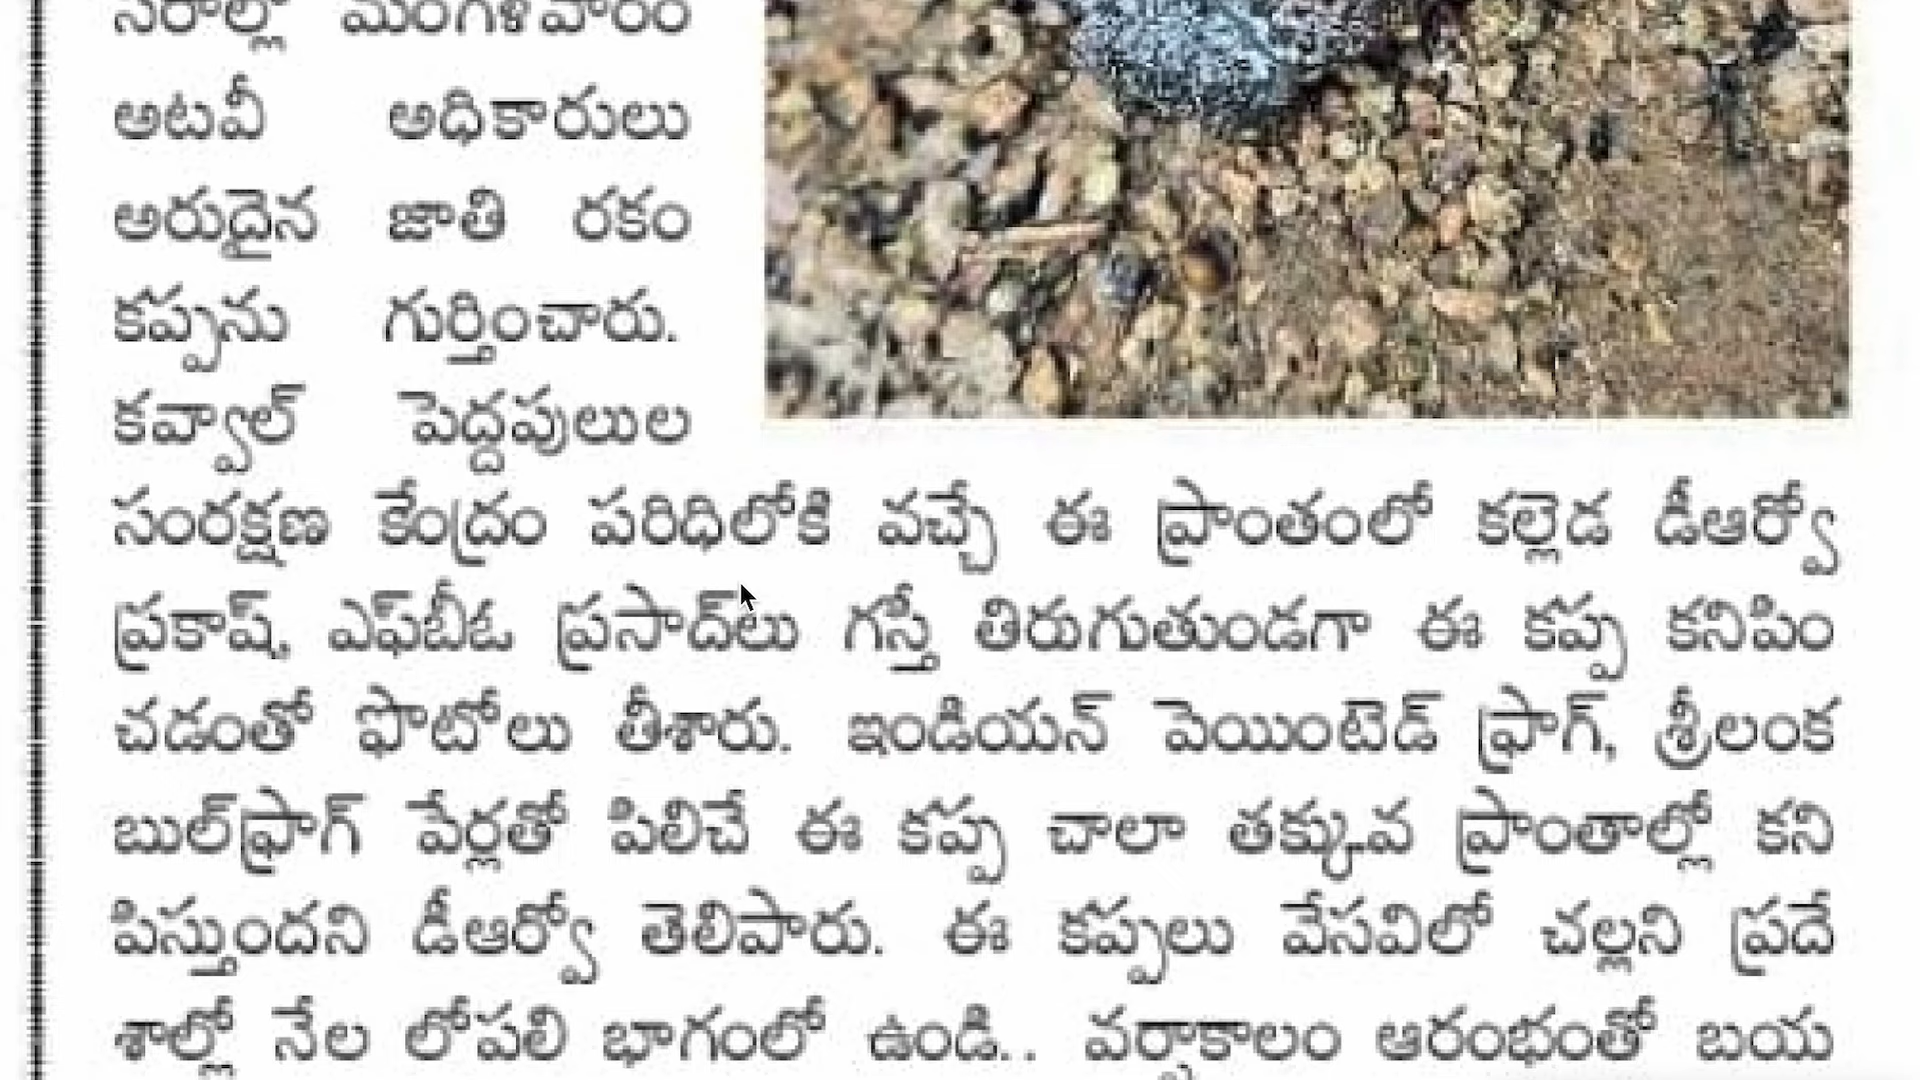 మంగళవారం
అటవీ అధికారులు
అరుదైన జాతి రకం
కప్పను గుర్తించారు.
కవ్వాల్ పెద్దపులుల
సంరక్షణ కేంద్రం పరిధిలోకి వచ్చే ఈ ప్రాంతంలో కల్లెడ డీఆర్వో
ప్రకాష్, ఎఫ్‌బీఓ ప్రసాద్‌లు గస్తీ తిరుగుతుండగా ఈ కప్ప కనిపిం
చడంతో ఫొటోలు తీశారు. ఇండియన్ పెయింటెడ్ ఫ్రాగ్, శ్రీలంక
బుల్‌ఫ్రాగ్ పేర్లతో పిలిచే ఈ కప్ప చాలా తక్కువ ప్రాంతాల్లో కని
పిస్తుందని డీఆర్వో తెలిపారు. ఈ కప్పలు వేసవిలో చల్లని ప్రదే
శాల్లో నేల లోపలి భాగంలో ఉండి.. వర్షాకాలం ఆరంభంతో బయ